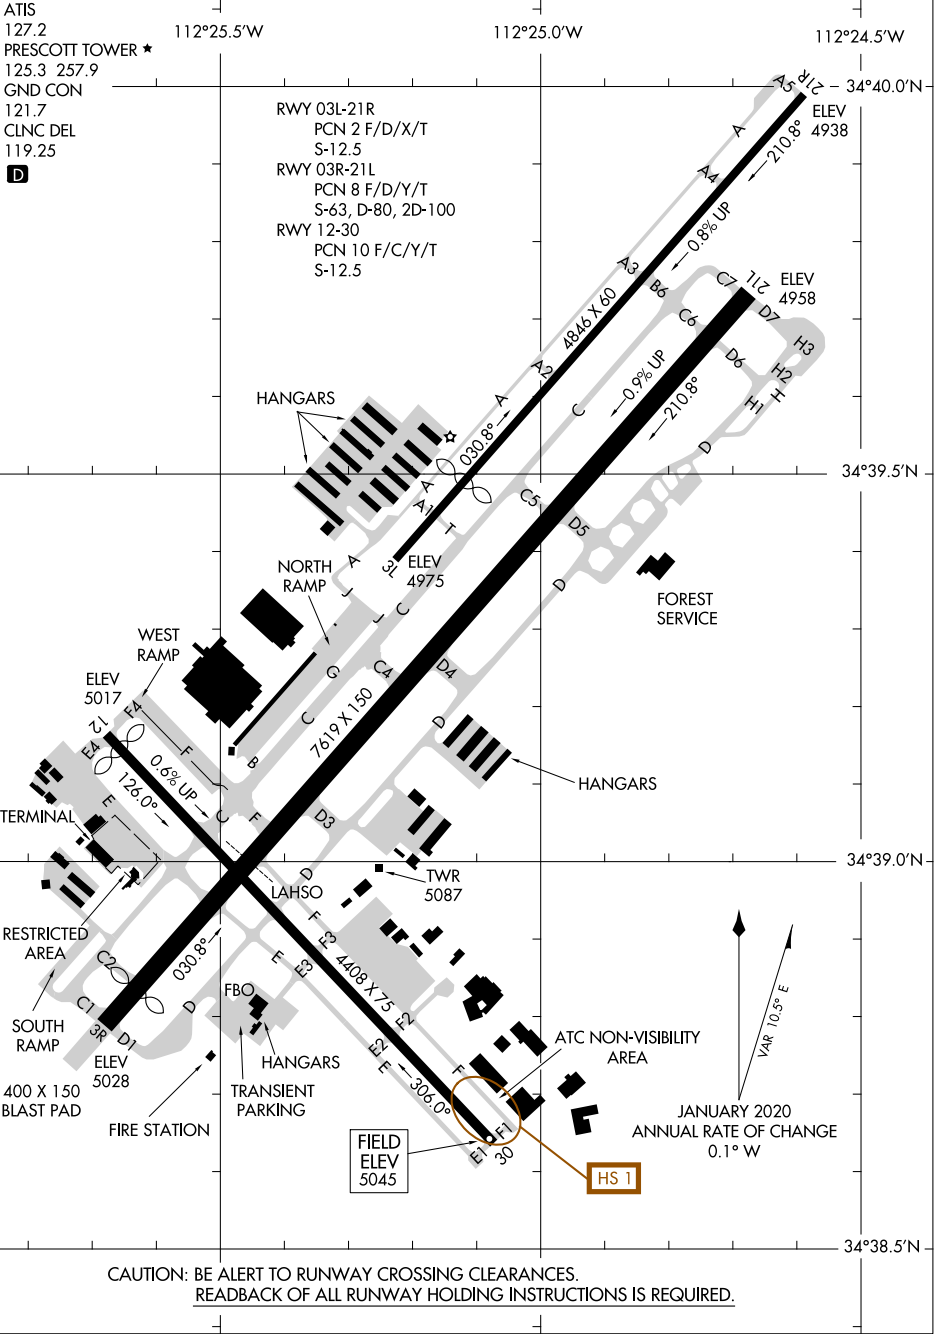 ATIS
127.2
PRESCOTT TOWER ★
125.3 257.9
GND CON
121.7
CLNC DEL
119.25
D
112°25.5'W
112°25.0'W
112°24.5'W
34°40.0'N
34°39.5'N
34°39.0'N
34°38.5'N
RWY 03L-21R
PCN 2 F/D/X/T
S-12.5
RWY 03R-21L
PCN 8 F/D/Y/T
S-63, D-80, 2D-100
RWY 12-30
PCN 10 F/C/Y/T
S-12.5
A5
21R
ELEV
4938
A
210.8°
A4
0.8% UP
A3
B6
C7
21L
ELEV
4958
C6
D7
4846 X 60
H3
D6
H2
H
H1
A2
0.9% UP
210.8°
C
A
HANGARS
030.8°
D
A
A1
T
C5
D5
A
3L
ELEV
4975
NORTH
RAMP
J
J
C
D
FOREST
SERVICE
WEST
RAMP
G
C4
D4
ELEV
5017
F4
12
E4
C
7619 X 150
D
F
B
0.6% UP
126.0°
HANGARS
E
C
F
D3
TERMINAL
D
TWR
5087
LAHSO
RESTRICTED
AREA
F
F3
E
E3
C2
030.8°
4408 X 75
C1
3R
D1
D
FBO
F2
SOUTH
RAMP
ELEV
5028
HANGARS
E2
E
F
ATC NON-VISIBILITY
AREA
400 X 150
BLAST PAD
TRANSIENT
PARKING
306.0°
FIRE STATION
FIELD
ELEV
5045
E1
F1
30
HS 1
VAR 10.5° E
JANUARY 2020
ANNUAL RATE OF CHANGE
0.1° W
CAUTION: BE ALERT TO RUNWAY CROSSING CLEARANCES.
READBACK OF ALL RUNWAY HOLDING INSTRUCTIONS IS REQUIRED.